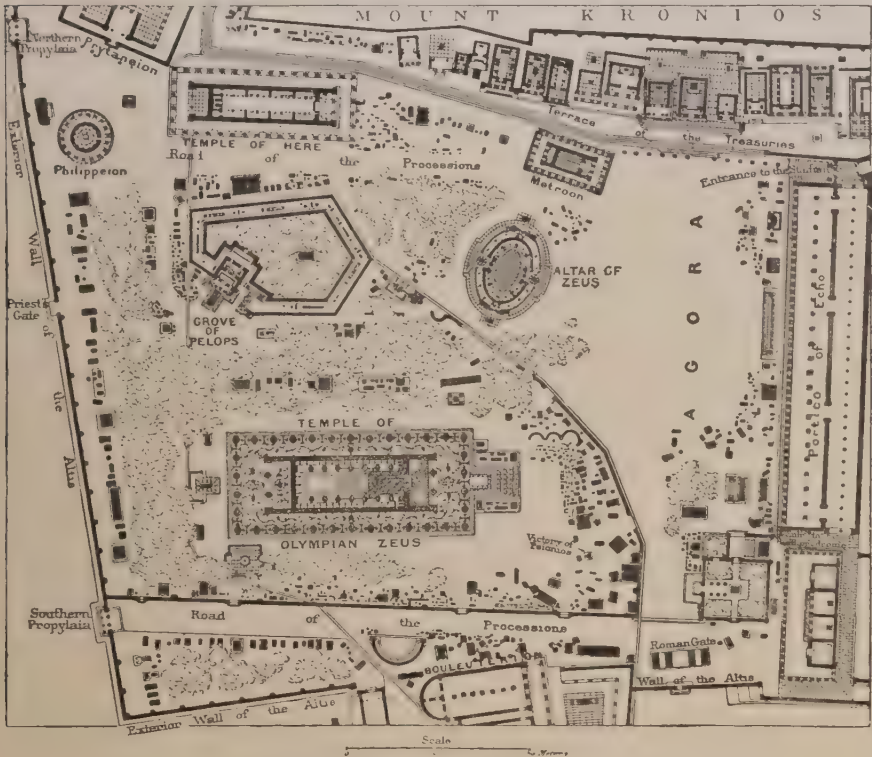 MOUNT KRONIOS
Northern
Propylaia
Prytaneion
TEMPLE OF HERE
Road of the Processions
Terrace of the Treasuries
Philippeion
Metroon
Entrance to the
Exterior Wall of the Altis
ALTAR OF
ZEUS
Priest's
Gate
GROVE
OF
PELOPS
AGORA
Portico of Echo
TEMPLE OF
OLYMPIAN ZEUS
Victory of
Paionios
Southern
Propylaia
Road of the Processions
Roman Gate
BOULEUTERION
Wall of the Altis
Exterior Wall of the Altis
Scale